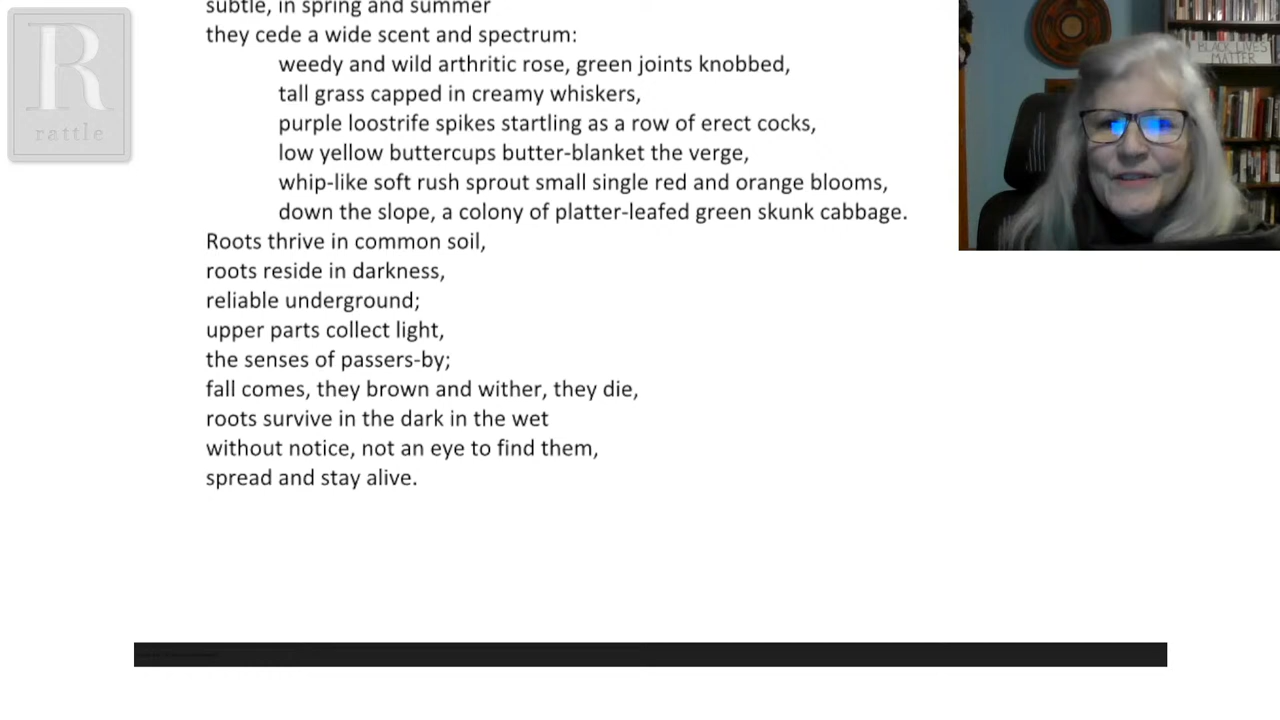 R
rattle
subtle, in spring and summer
they cede a wide scent and spectrum:
weedy and wild arthritic rose, green joints knobbed,
tall grass capped in creamy whiskers,
purple loostrife spikes startling as a row of erect cocks,
low yellow buttercups butter-blanket the verge,
whip-like soft rush sprout small single red and orange blooms,
down the slope, a colony of platter-leafed green skunk cabbage.
Roots thrive in common soil,
roots reside in darkness,
reliable underground;
upper parts collect light,
the senses of passers-by;
fall comes, they brown and wither, they die,
roots survive in the dark in the wet
without notice, not an eye to find them,
spread and stay alive.
BLACK LIVES
MATTER